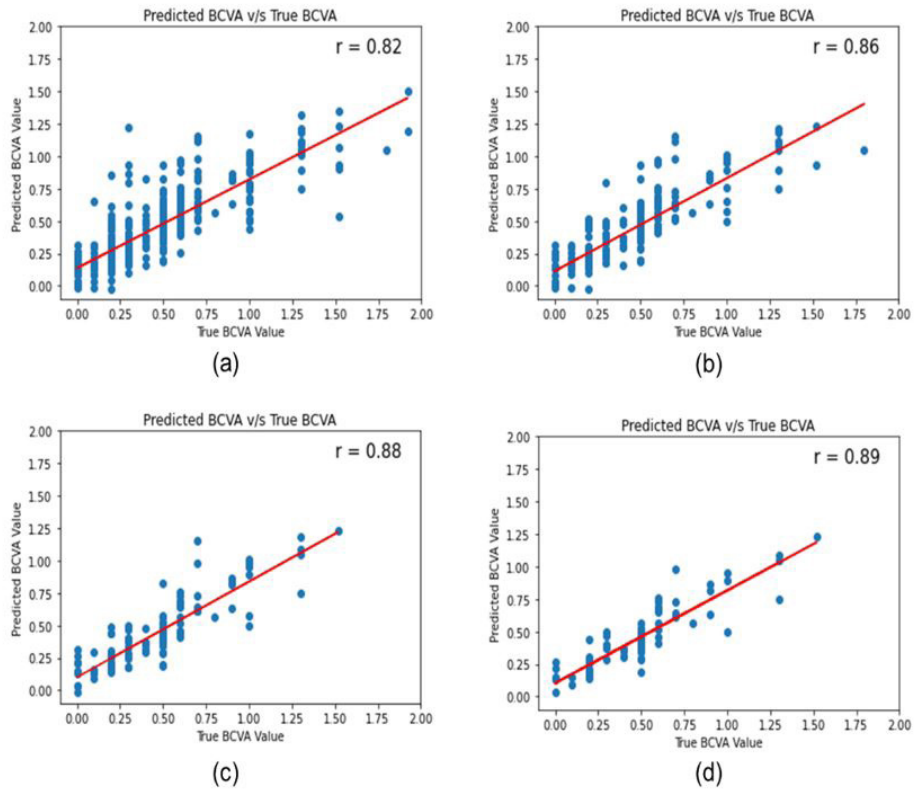 Predicted BCVA v/s True BCVA
r = 0.82
Predicted BCVA Value
2.00
1.75
1.50
1.25
1.00
0.75
0.50
0.25
0.00
0.00 0.25 0.50 0.75 1.00 1.25 1.50 1.75 2.00
True BCVA Value
(a)
Predicted BCVA v/s True BCVA
r = 0.86
Predicted BCVA Value
2.00
1.75
1.50
1.25
1.00
0.75
0.50
0.25
0.00
0.00 0.25 0.50 0.75 1.00 1.25 1.50 1.75 2.00
True BCVA Value
(b)
Predicted BCVA v/s True BCVA
r = 0.88
Predicted BCVA Value
2.00
1.75
1.50
1.25
1.00
0.75
0.50
0.25
0.00
0.00 0.25 0.50 0.75 1.00 1.25 1.50 1.75 2.00
True BCVA Value
(c)
Predicted BCVA v/s True BCVA
r = 0.89
Predicted BCVA Value
2.00
1.75
1.50
1.25
1.00
0.75
0.50
0.25
0.00
0.00 0.25 0.50 0.75 1.00 1.25 1.50 1.75 2.00
True BCVA Value
(d)